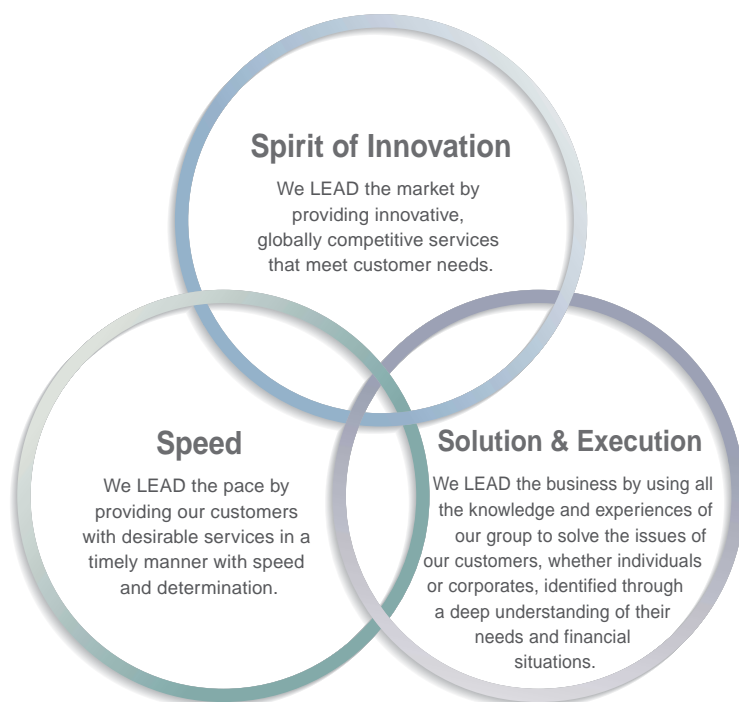 Spirit of Innovation
We LEAD the market by
providing innovative,
globally competitive services
that meet customer needs.
Speed
We LEAD the pace by
providing our customers
with desirable services in a
timely manner with speed
and determination.
Solution & Execution
We LEAD the business by using all
the knowledge and experiences of
our group to solve the issues of
our customers, whether individuals
or corporates, identified through
a deep understanding of their
needs and financial
situations.